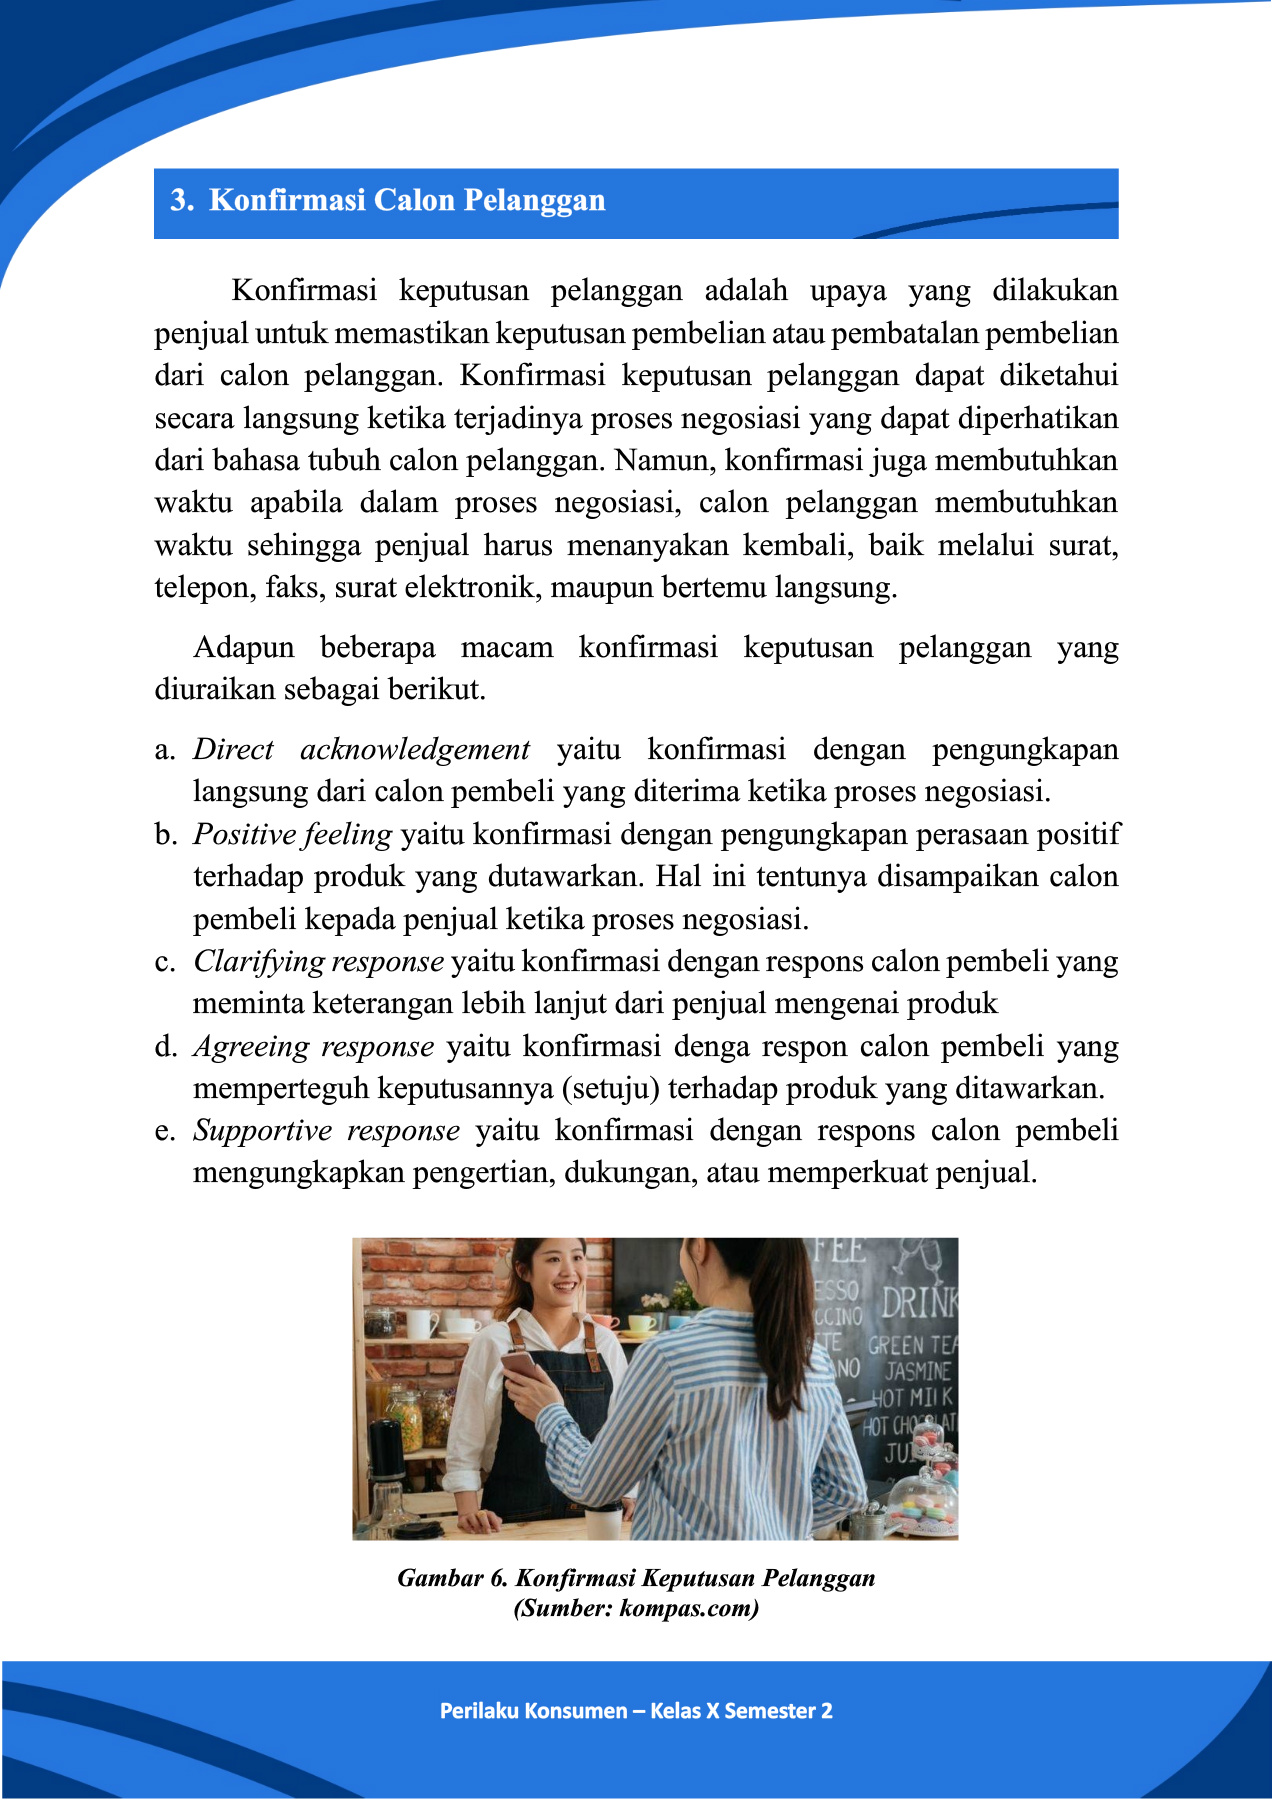 3. Konfirmasi Calon Pelanggan
Konfirmasi keputusan pelanggan adalah upaya yang dilakukan
penjual untuk memastikan keputusan pembelian atau pembatalan pembelian
dari calon pelanggan. Konfirmasi keputusan pelanggan dapat diketahui
secara langsung ketika terjadinya proses negosiasi yang dapat diperhatikan
dari bahasa tubuh calon pelanggan. Namun, konfirmasi juga membutuhkan
waktu apabila dalam proses negosiasi, calon pelanggan membutuhkan
waktu sehingga penjual harus menanyakan kembali, baik melalui surat,
telepon, faks, surat elektronik, maupun bertemu langsung.
Adapun beberapa macam konfirmasi keputusan pelanggan yang
diuraikan sebagai berikut.
a. Direct acknowledgement yaitu konfirmasi dengan pengungkapan
langsung dari calon pembeli yang diterima ketika proses negosiasi.
b. Positive feeling yaitu konfirmasi dengan pengungkapan perasaan positif
terhadap produk yang dutawarkan. Hal ini tentunya disampaikan calon
pembeli kepada penjual ketika proses negosiasi.
c. Clarifying response yaitu konfirmasi dengan respons calon pembeli yang
meminta keterangan lebih lanjut dari penjual mengenai produk
d. Agreeing response yaitu konfirmasi denga respon calon pembeli yang
memperteguh keputusannya (setuju) terhadap produk yang ditawarkan.
e. Supportive response yaitu konfirmasi dengan respons calon pembeli
mengungkapkan pengertian, dukungan, atau memperkuat penjual.
FEE
ESSO
CCINO
TE
ANO
DRINK
GREEN TEA
JASMINE
HOT MILK
HOT CHOCOLAT
JUI
Gambar 6. Konfirmasi Keputusan Pelanggan
(Sumber: kompas.com)
Perilaku Konsumen – Kelas X Semester 2